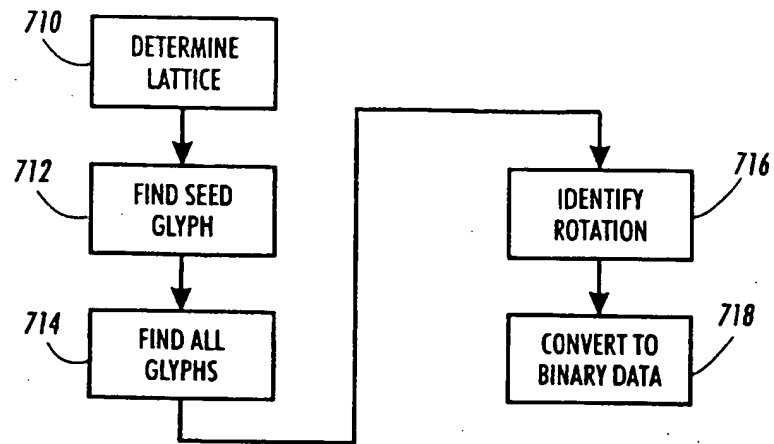 710
DETERMINE
LATTICE
712
FIND SEED
GLYPH
714
FIND ALL
GLYPHS
716
IDENTIFY
ROTATION
718
CONVERT TO
BINARY DATA